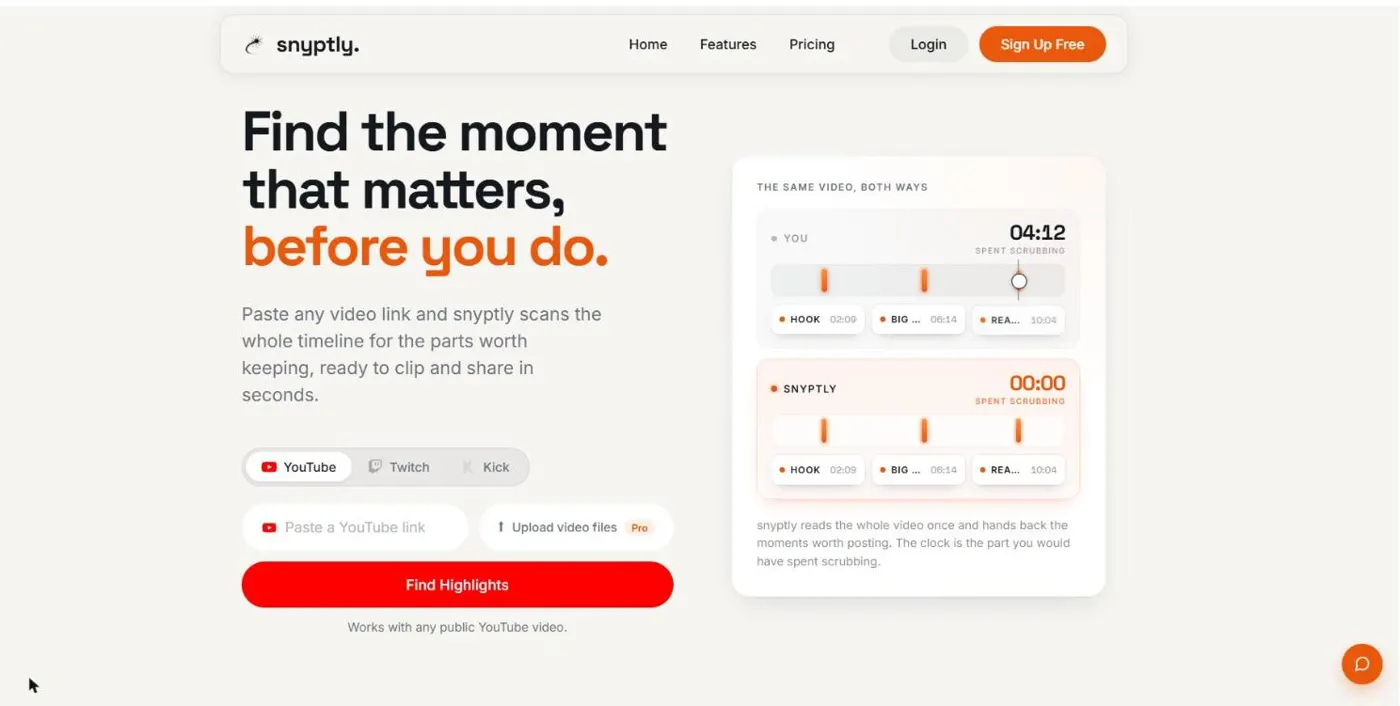 snyptly.
Home
Features
Pricing
Login
Sign Up Free
Find the moment
that matters,
before you do.
Paste any video link and snyptly scans the
whole timeline for the parts worth
keeping, ready to clip and share in
seconds.
YouTube
Twitch
Kick
Paste a YouTube link
Upload video files
Pro
Find Highlights
Works with any public YouTube video.
THE SAME VIDEO, BOTH WAYS
YOU
04:12
SPENT SCRUBBING
HOOK 02:09
BIG ... 06:14
REA... 10:04
SNYPTLY
00:00
SPENT SCRUBBING
HOOK 02:09
BIG ... 06:14
REA... 10:04
snyptly reads the whole video once and hands back the
moments worth posting. The clock is the part you would
have spent scrubbing.